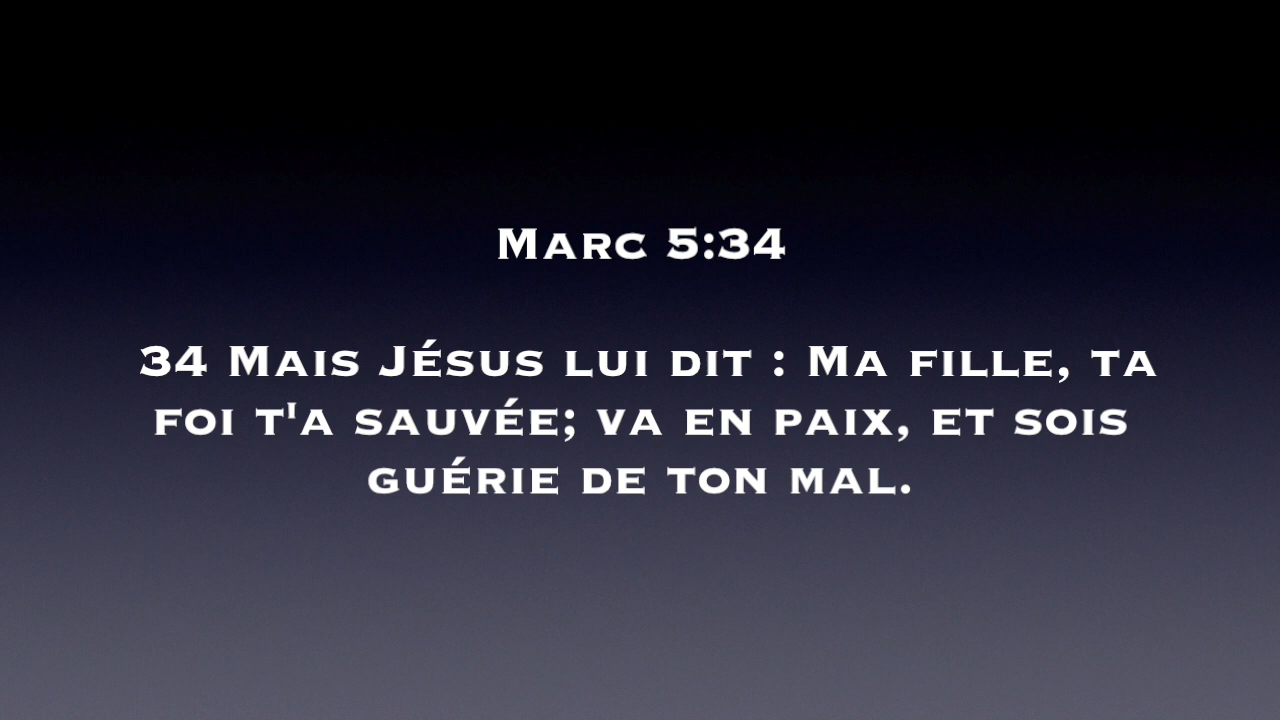 Marc 5:34
34 Mais Jésus lui dit : Ma fille, ta
foi t'a sauvée; va en paix, et sois
guérie de ton mal.